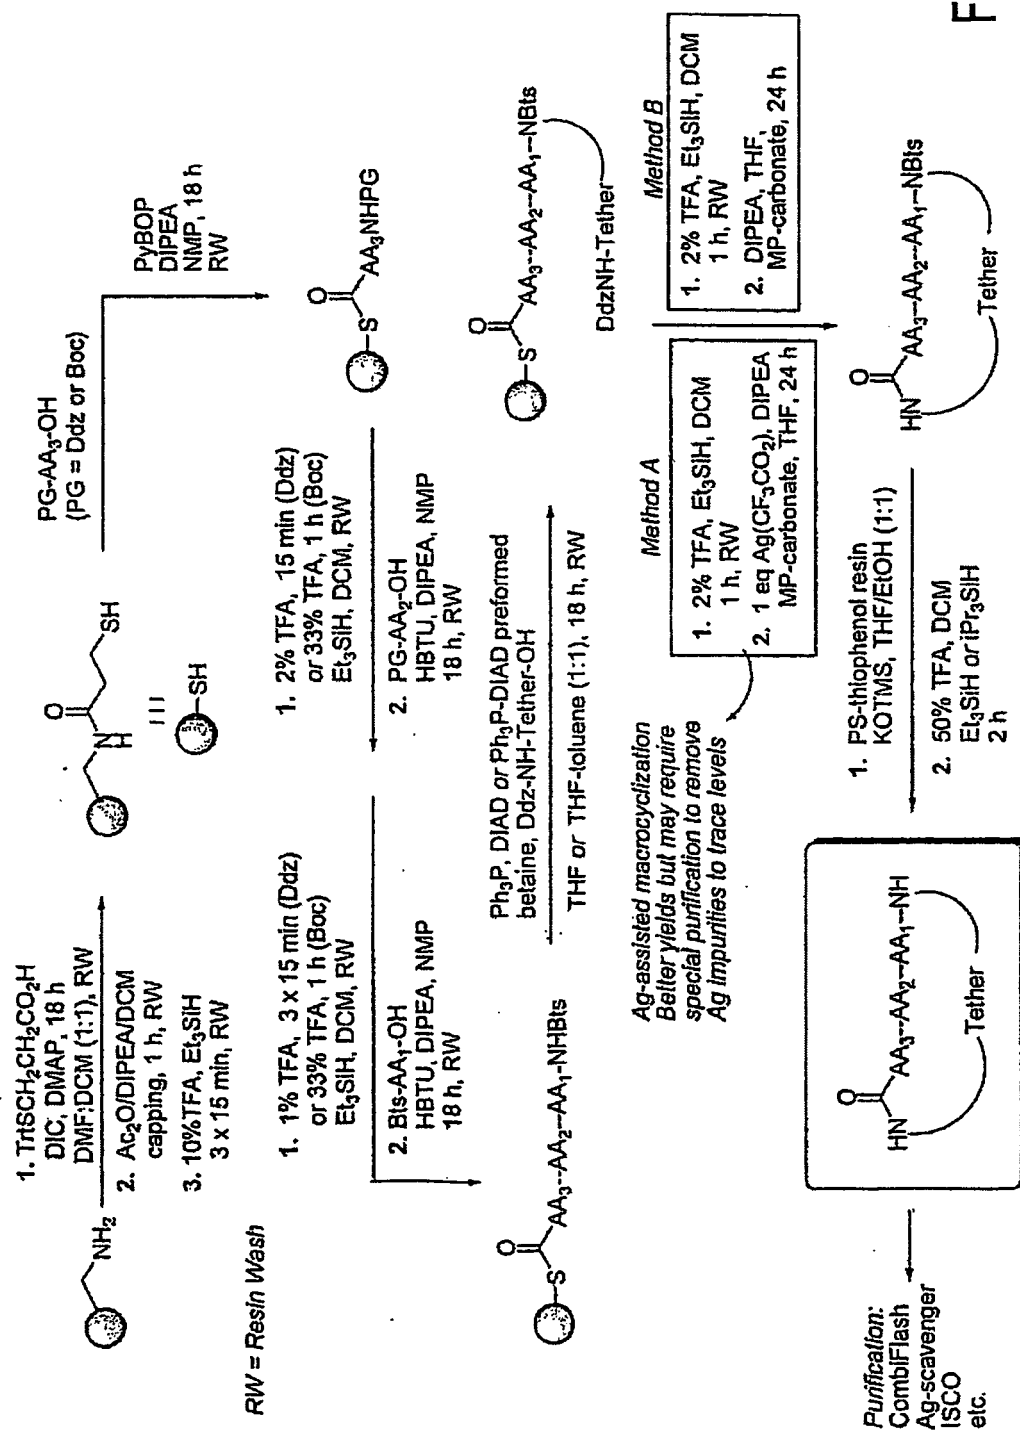 1. TrtSCH2CH2CO2H
DIC, DMAP, 18 h
DMF:DCM (1:1), RW
2. Ac2O/DIPEA/DCM
capping, 1 h, RW
3. 10%TFA, Et3SiH
3 x 15 min, RW
NH2
O
N
H
SH
SH
PG-AA3-OH
(PG = Ddz or Boc)
PyBOP
DIPEA
NMP, 18 h
RW
RW = Resin Wash
O
S
AA3NHPG
1. 2% TFA, 15 min (Ddz)
or 33% TFA, 1 h (Boc)
Et3SiH, DCM, RW
2. PG-AA2-OH
HBTU, DIPEA, NMP
18 h, RW
1. 1% TFA, 3 x 15 min (Ddz)
or 33% TFA, 1 h (Boc)
Et3SiH, DCM, RW
2. Bts-AA1-OH
HBTU, DIPEA, NMP
18 h, RW
O
S
AA3--AA2--AA1-NHBts
Ph3P, DIAD or Ph3P-DIAD preformed
betaine, Ddz-NH-Tether-OH
THF or THF-toluene (1:1), 18 h, RW
O
S
AA3--AA2--AA1-NBts
DdzNH-Tether
Method A
1. 2% TFA, Et3SiH, DCM
1 h, RW
2. 1 eq Ag(CF3CO2), DIPEA
MP-carbonate, THF, 24 h
Method B
1. 2% TFA, Et3SiH, DCM
1 h, RW
2. DIPEA, THF,
MP-carbonate, 24 h
Ag-assisted macrocyclization
Better yields but may require
special purification to remove
Ag impurities to trace levels
O
HN
AA3--AA2--AA1-NBts
Tether
1. PS-thiophenol resin
KOTMS, THF/EtOH (1:1)
2. 50% TFA, DCM
Et3SiH or iPr3SiH
2 h
O
HN
AA3--AA2--AA1-NH
Tether
Purification:
CombiFlash
Ag-scavenger
ISCO
etc.
F